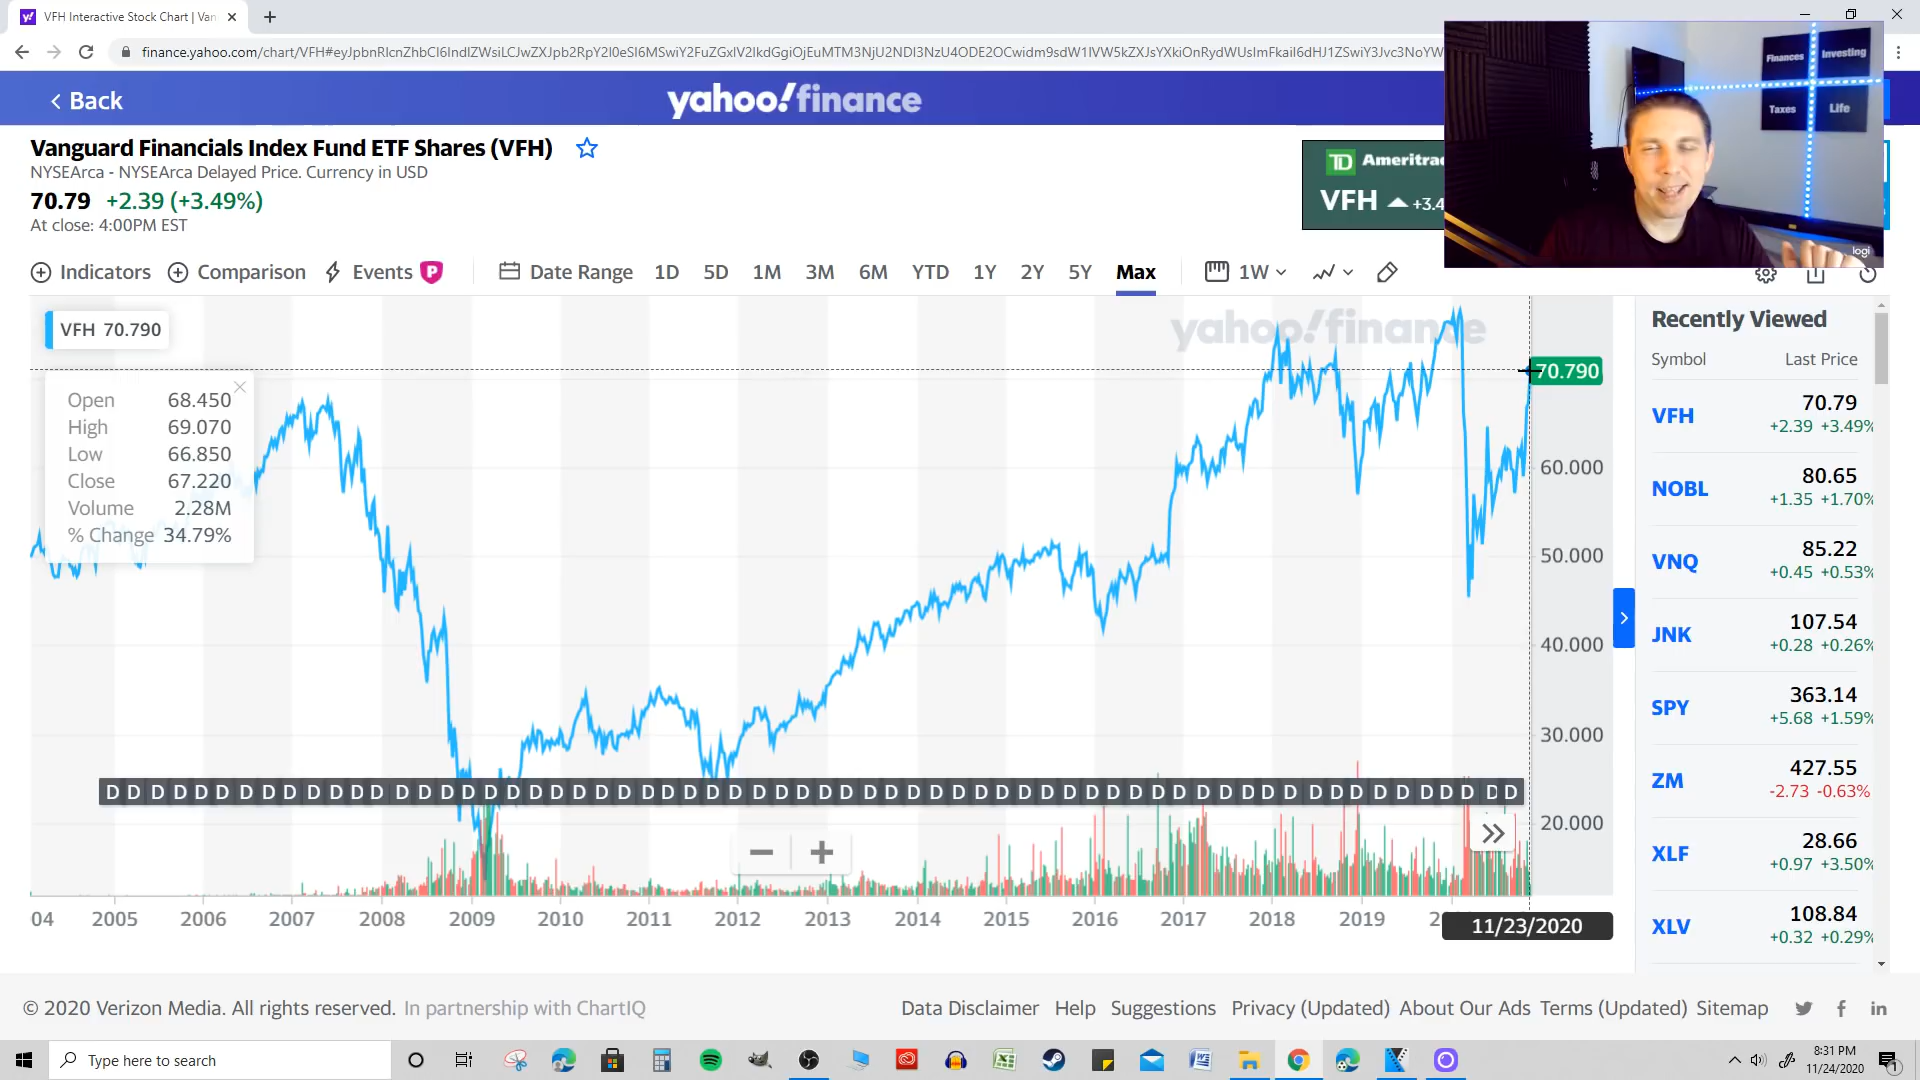 VFH Interactive Stock Chart | Van
finance.yahoo.com/chart/VFH#
Finances
Investing
Taxes
Life
logi
Back
yahoo!finance
Vanguard Financials Index Fund ETF Shares (VFH)
NYSEArca - NYSEArca Delayed Price. Currency in USD
70.79 +2.39 (+3.49%)
At close: 4:00PM EST
TD Ameritra
VFH +3.4
Indicators Comparison Events P Date Range 1D 5D 1M 3M 6M YTD 1Y 2Y 5Y Max 1W
VFH 70.790
yahoo!finance
70.790
Open 68.450
High 69.070
Low 66.850
Close 67.220
Volume 2.28M
% Change 34.79%
60.000
50.000
40.000
30.000
20.000
D D D D D D D D D D D D D D D D D D D D D D D D D D D D D D D D D D D D D D D D D D D D D D D D D D D D D D D D D D D D D D D D
04 2005 2006 2007 2008 2009 2010 2011 2012 2013 2014 2015 2016 2017 2018 2019 2
11/23/2020
Recently Viewed
Symbol Last Price
VFH 70.79
+2.39 +3.49%
NOBL 80.65
+1.35 +1.70%
VNQ 85.22
+0.45 +0.53%
JNK 107.54
+0.28 +0.26%
SPY 363.14
+5.68 +1.59%
ZM 427.55
-2.73 -0.63%
XLF 28.66
+0.97 +3.50%
XLV 108.84
+0.32 +0.29%
© 2020 Verizon Media. All rights reserved. In partnership with ChartIQ
Data Disclaimer Help Suggestions Privacy (Updated) About Our Ads Terms (Updated) Sitemap
Type here to search
8:31 PM
11/24/2020
1